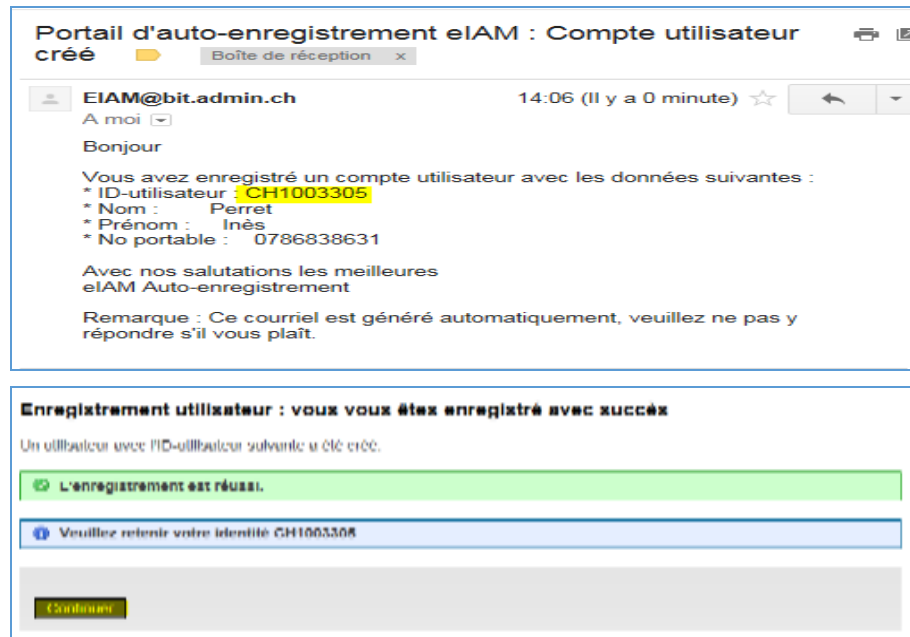 Portail d'auto-enregistrement eIAM : Compte utilisateur
créé Boîte de réception x
EIAM@bit.admin.ch 14:06 (Il y a 0 minute)
A moi
Bonjour
Vous avez enregistré un compte utilisateur avec les données suivantes :
* ID-utilisateur : CH1003305
* Nom : Perret
* Prénom : Inès
* No portable : 0786838631
Avec nos salutations les meilleures
eIAM Auto-enregistrement
Remarque : Ce courriel est généré automatiquement, veuillez ne pas y
répondre s'il vous plaît.
Enregistrement utilisateur : vous vous êtes enregistré avec succès
Un utilisateur avec l'ID-utilisateur suivante a été créé.
L'enregistrement est réussi.
Veuillez retenir votre identité CH1003305
Continuer